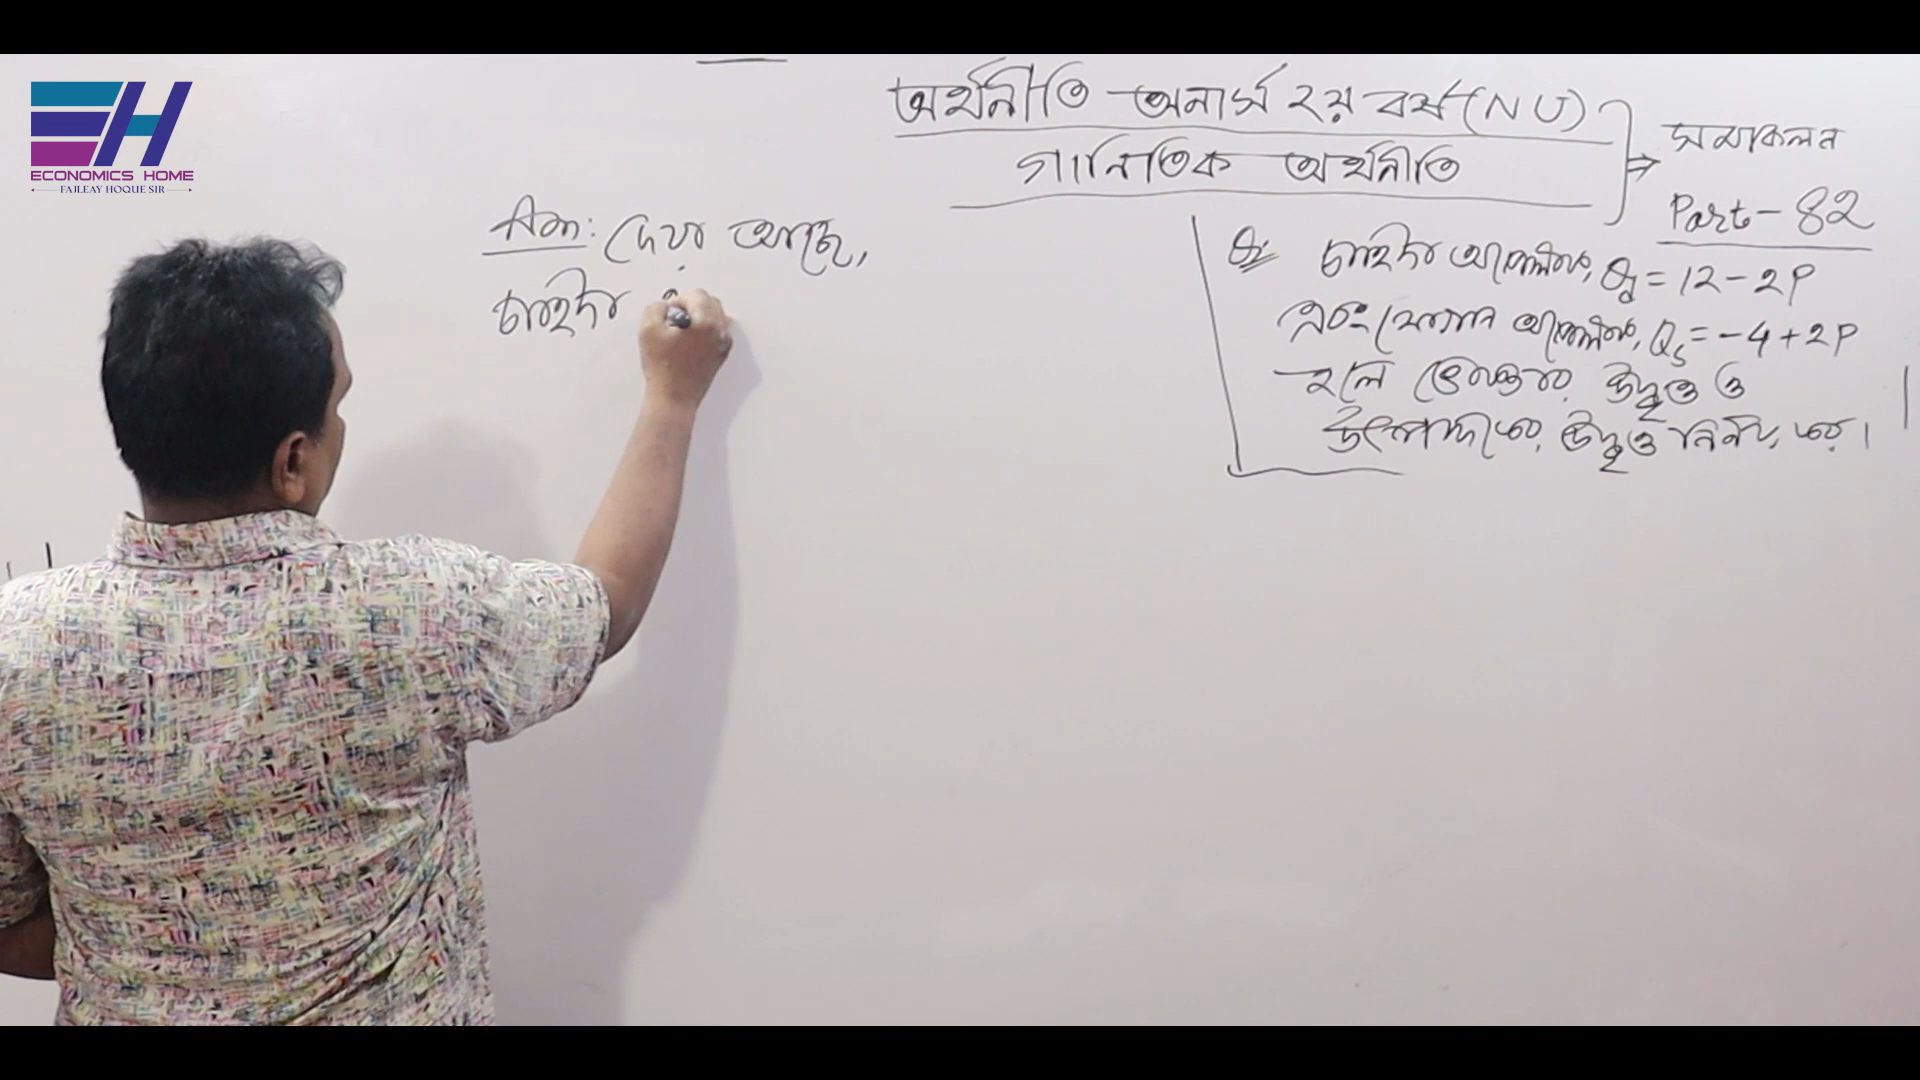 ECONOMICS HOME
FAILEAY HOQUE SIR
অর্থনীতি অনার্স ২য় বর্ষ (NU)
গানিতিক অর্থনীতি
সমাকলন
Part - 82
Ans: দেয়া আছে,
চাহিদা
Q: চাহিদা অপেক্ষক, Qd = 12 - 2P
এবং যোগান অপেক্ষক, Qs = -4 + 2P
হলে ভোক্তার উদ্বৃত্ত ও
উৎপাদকের উদ্বৃত্ত নির্ণয় কর।